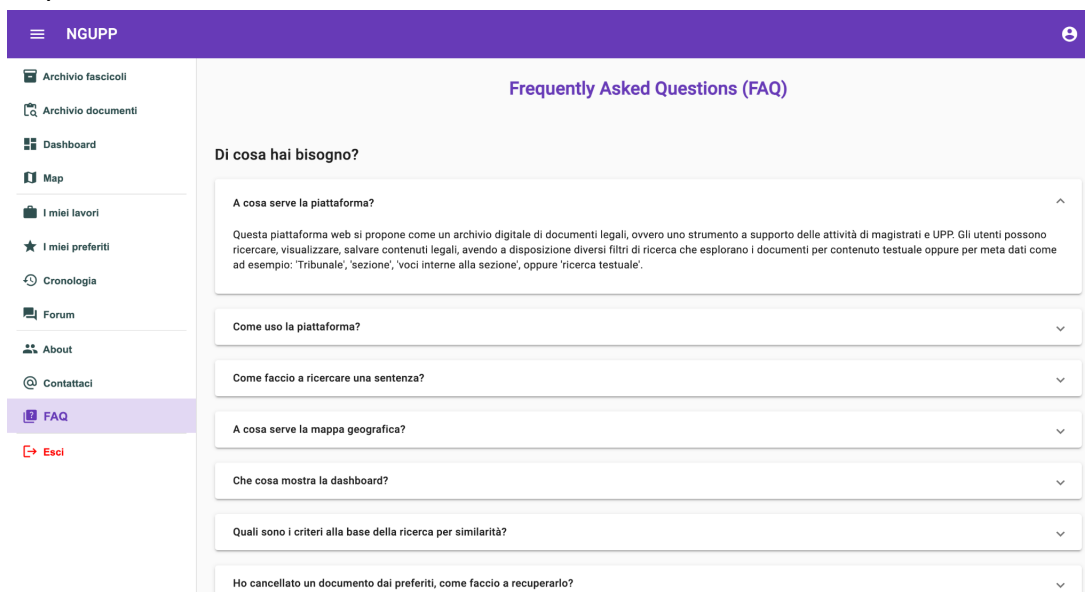 NGUPP
Archivio fascicoli
Archivio documenti
Dashboard
Map
I miei lavori
I miei preferiti
Cronologia
Forum
About
Contattaci
FAQ
Esci
Frequently Asked Questions (FAQ)
Di cosa hai bisogno?
A cosa serve la piattaforma?
Questa piattaforma web si propone come un archivio digitale di documenti legali, ovvero uno strumento a supporto delle attività di magistrati e UPP. Gli utenti possono
ricercare, visualizzare, salvare contenuti legali, avendo a disposizione diversi filtri di ricerca che esplorano i documenti per contenuto testuale oppure per meta dati come
ad esempio: 'Tribunale', 'sezione', 'voci interne alla sezione', oppure 'ricerca testuale'.
Come uso la piattaforma?
Come faccio a ricercare una sentenza?
A cosa serve la mappa geografica?
Che cosa mostra la dashboard?
Quali sono i criteri alla base della ricerca per similarità?
Ho cancellato un documento dai preferiti, come faccio a recuperarlo?